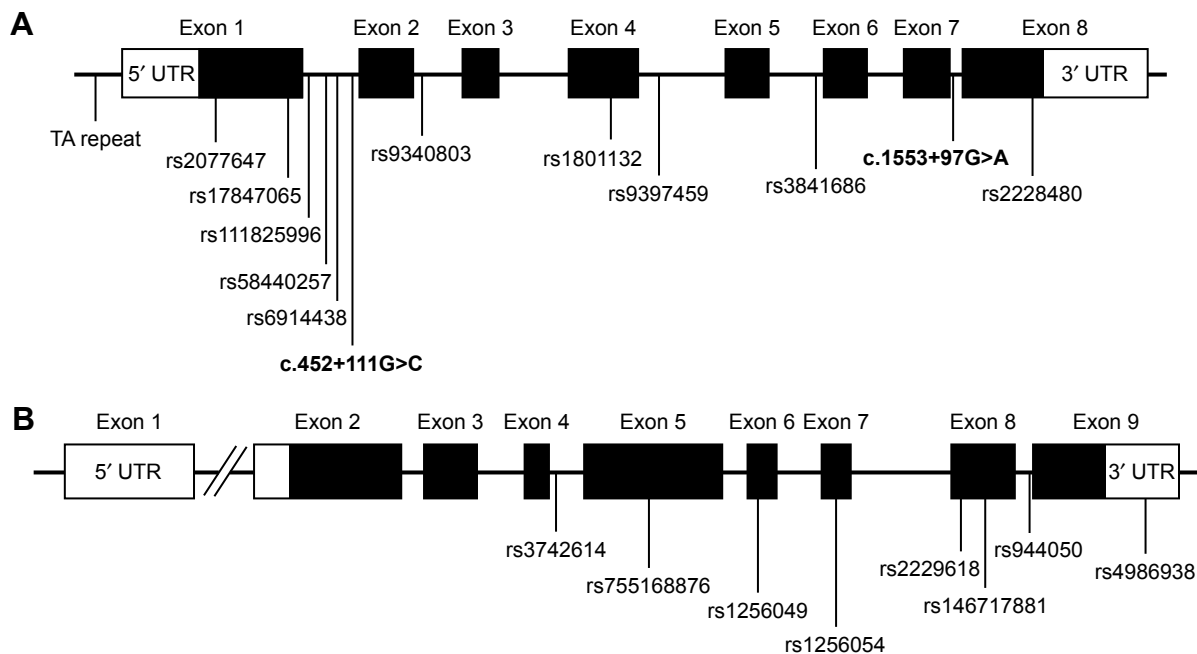 A
Exon 1 Exon 2 Exon 3 Exon 4 Exon 5 Exon 6 Exon 7 Exon 8
5′ UTR 3′ UTR
TA repeat
rs2077647
rs17847065
rs111825996
rs58440257
rs6914438
c.452+111G>C
rs9340803
rs1801132
rs9397459
rs3841686
c.1553+97G>A
rs2228480
B
Exon 1 Exon 2 Exon 3 Exon 4 Exon 5 Exon 6 Exon 7 Exon 8 Exon 9
5′ UTR 3′ UTR
rs3742614
rs755168876
rs1256049
rs1256054
rs2229618
rs146717881
rs944050
rs4986938